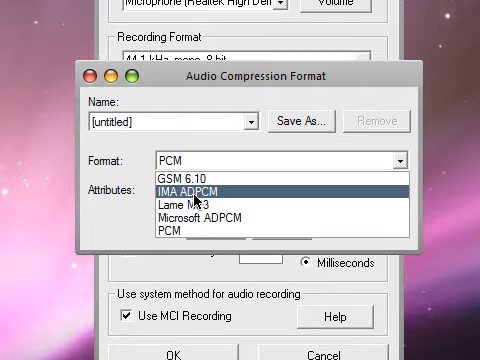 Microphone (Realtek High Defi
Volume
Recording Format
44.1 kHz, mono, 8 bit
Audio Compression Format
Name:
[untitled]
Save As...
Remove
Format:
PCM
Attributes:
GSM 6.10
IMA ADPCM
Lame MP3
Microsoft ADPCM
PCM
Milliseconds
Use system method for audio recording
Use MCI Recording
Help
OK
Cancel